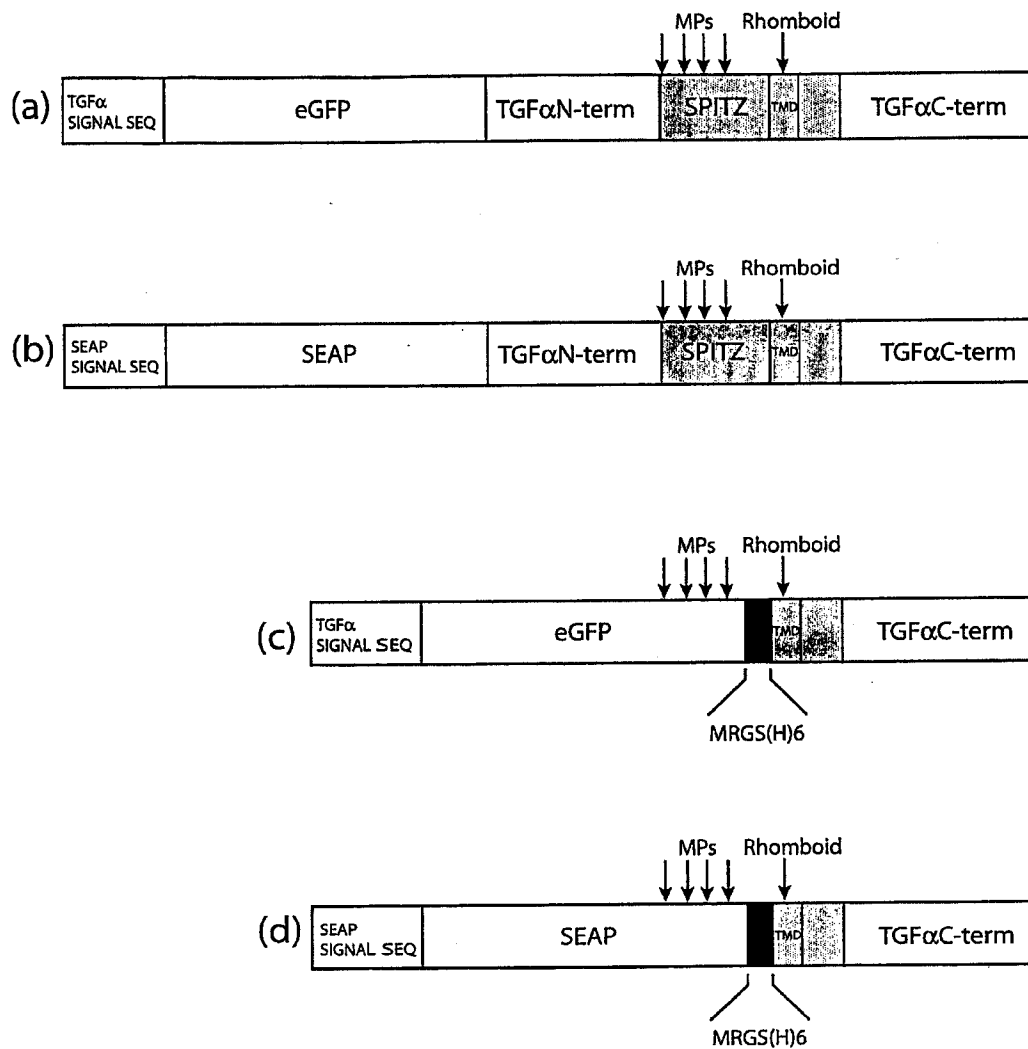 MPs Rhomboid
(a) TGFα SIGNAL SEQ eGFP TGFαN-term SPITZ TMD TGFαC-term
MPs Rhomboid
(b) SEAP SIGNAL SEQ SEAP TGFαN-term SPITZ TMD TGFαC-term
MPs Rhomboid
(c) TGFα SIGNAL SEQ eGFP TMD TGFαC-term
MRGS(H)6
MPs Rhomboid
(d) SEAP SIGNAL SEQ SEAP TMD TGFαC-term
MRGS(H)6